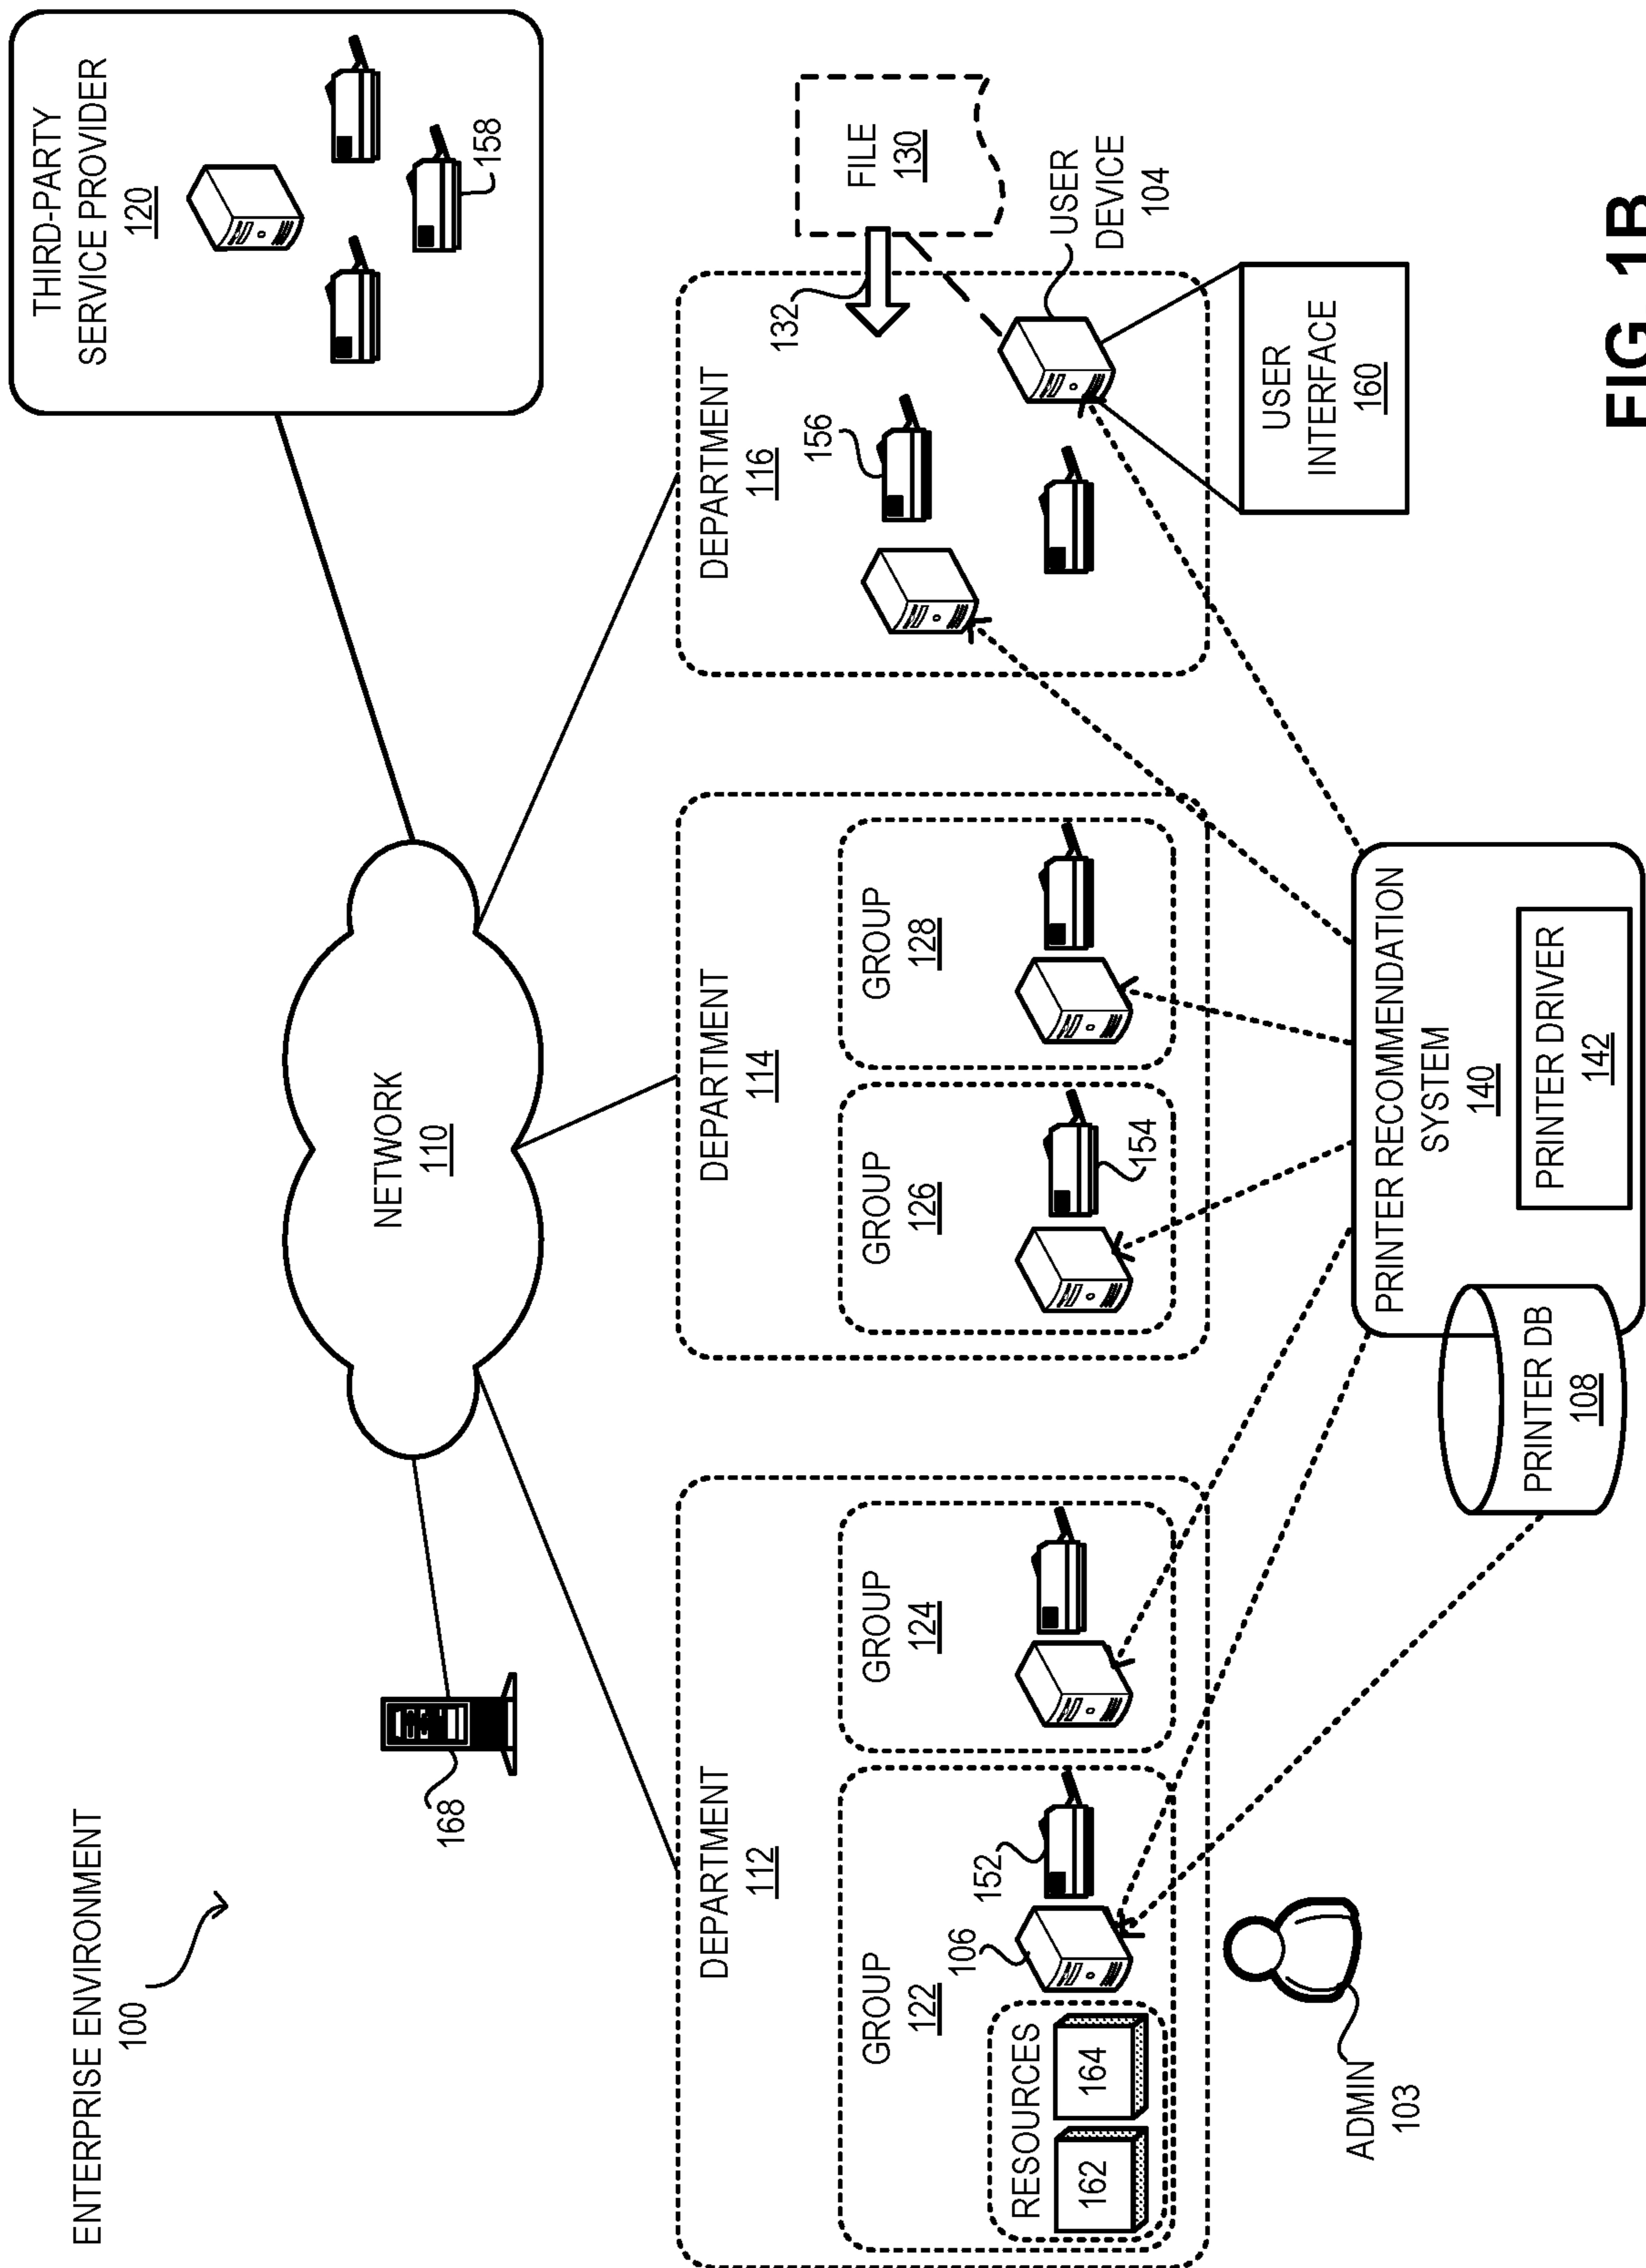 ENTERPRISE ENVIRONMENT
100
168
NETWORK
110
THIRD-PARTY
SERVICE PROVIDER
120
158
DEPARTMENT
112
GROUP
122
RESOURCES
162
164
106
152
GROUP
124
DEPARTMENT
114
GROUP
126
154
GROUP
128
DEPARTMENT
116
156
132
FILE
130
USER
DEVICE
104
USER
INTERFACE
160
ADMIN
103
PRINTER DB
108
PRINTER RECOMMENDATION
SYSTEM
140
PRINTER DRIVER
142
FIG. 1B